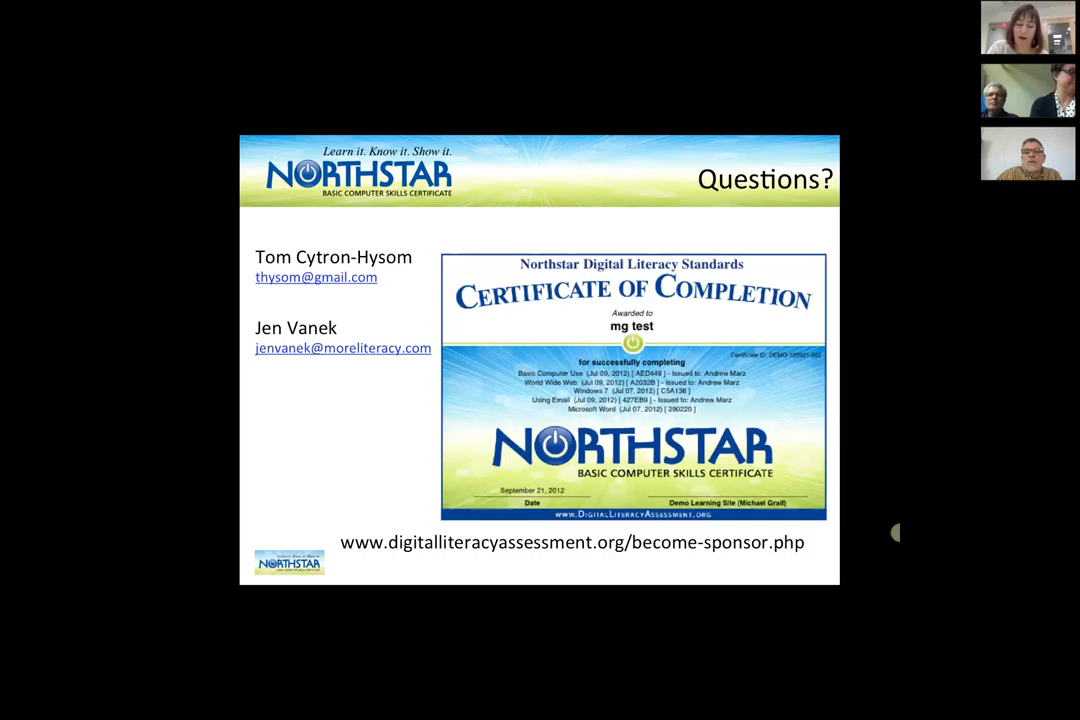 Learn it. Know it. Show it.
NORTHSTAR
BASIC COMPUTER SKILLS CERTIFICATE
Questions?
Tom Cytron-Hysom
thysom@gmail.com
Jen Vanek
jenvanek@moreliteracy.com
Northstar Digital Literacy Standards
CERTIFICATE OF COMPLETION
Awarded to
mg test
Certificate ID: DEMO-120921-282
for successfully completing
Basic Computer Use (Jul 09, 2012) [ AED448 ] - Issued to: Andrew Marz
World Wide Web (Jul 09, 2012) [ A2032B ] - Issued to: Andrew Marz
Windows 7 (Jul 07, 2012) [ C5A136 ]
Using Email (Jul 09, 2012) [ 427EB9 ] - Issued to: Andrew Marz
Microsoft Word (Jul 07, 2012) [ 290220 ]
NORTHSTAR
BASIC COMPUTER SKILLS CERTIFICATE
September 21, 2012
Date
Demo Learning Site (Michael Graif)
www.DigitalLiteracyAssessment.org
www.digitalliteracyassessment.org/become-sponsor.php
NORTHSTAR